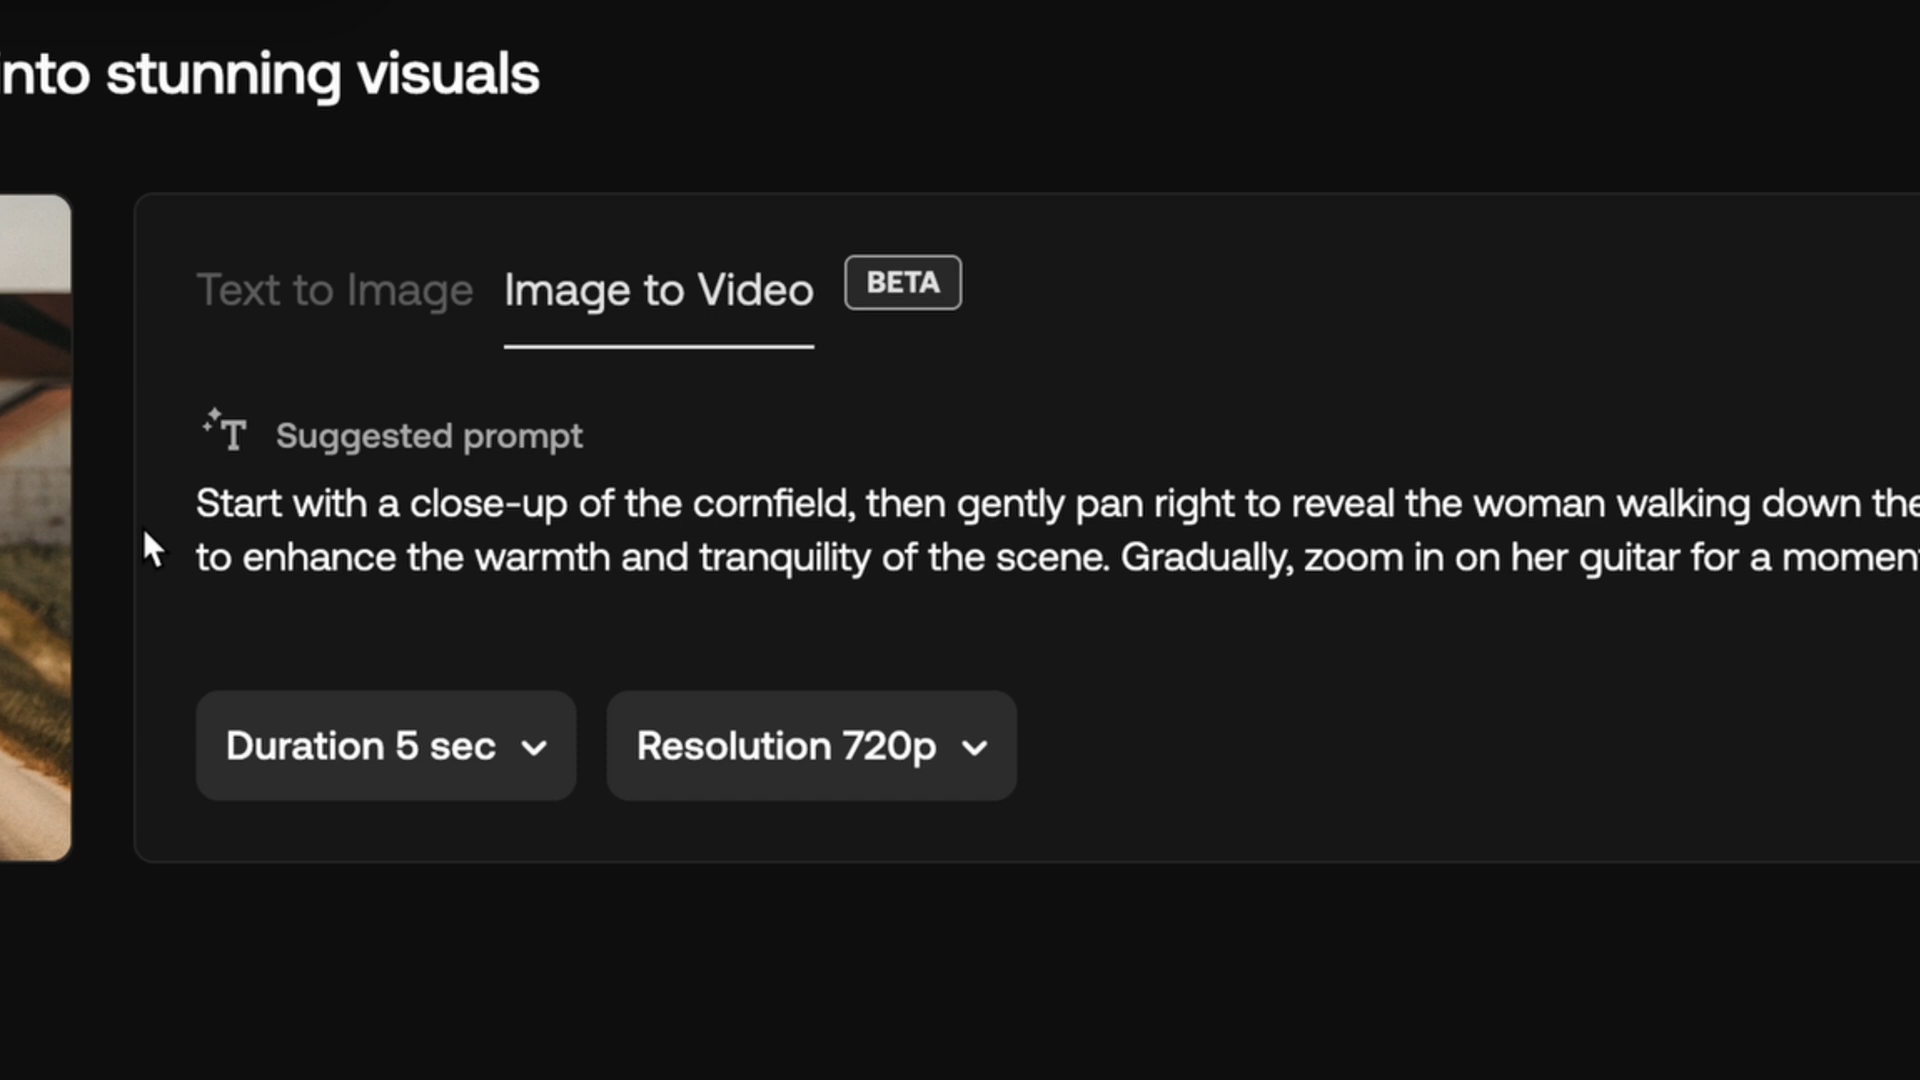 into stunning visuals
Text to Image Image to Video BETA
Suggested prompt
Start with a close-up of the cornfield, then gently pan right to reveal the woman walking down the
to enhance the warmth and tranquility of the scene. Gradually, zoom in on her guitar for a moment
Duration 5 sec Resolution 720p